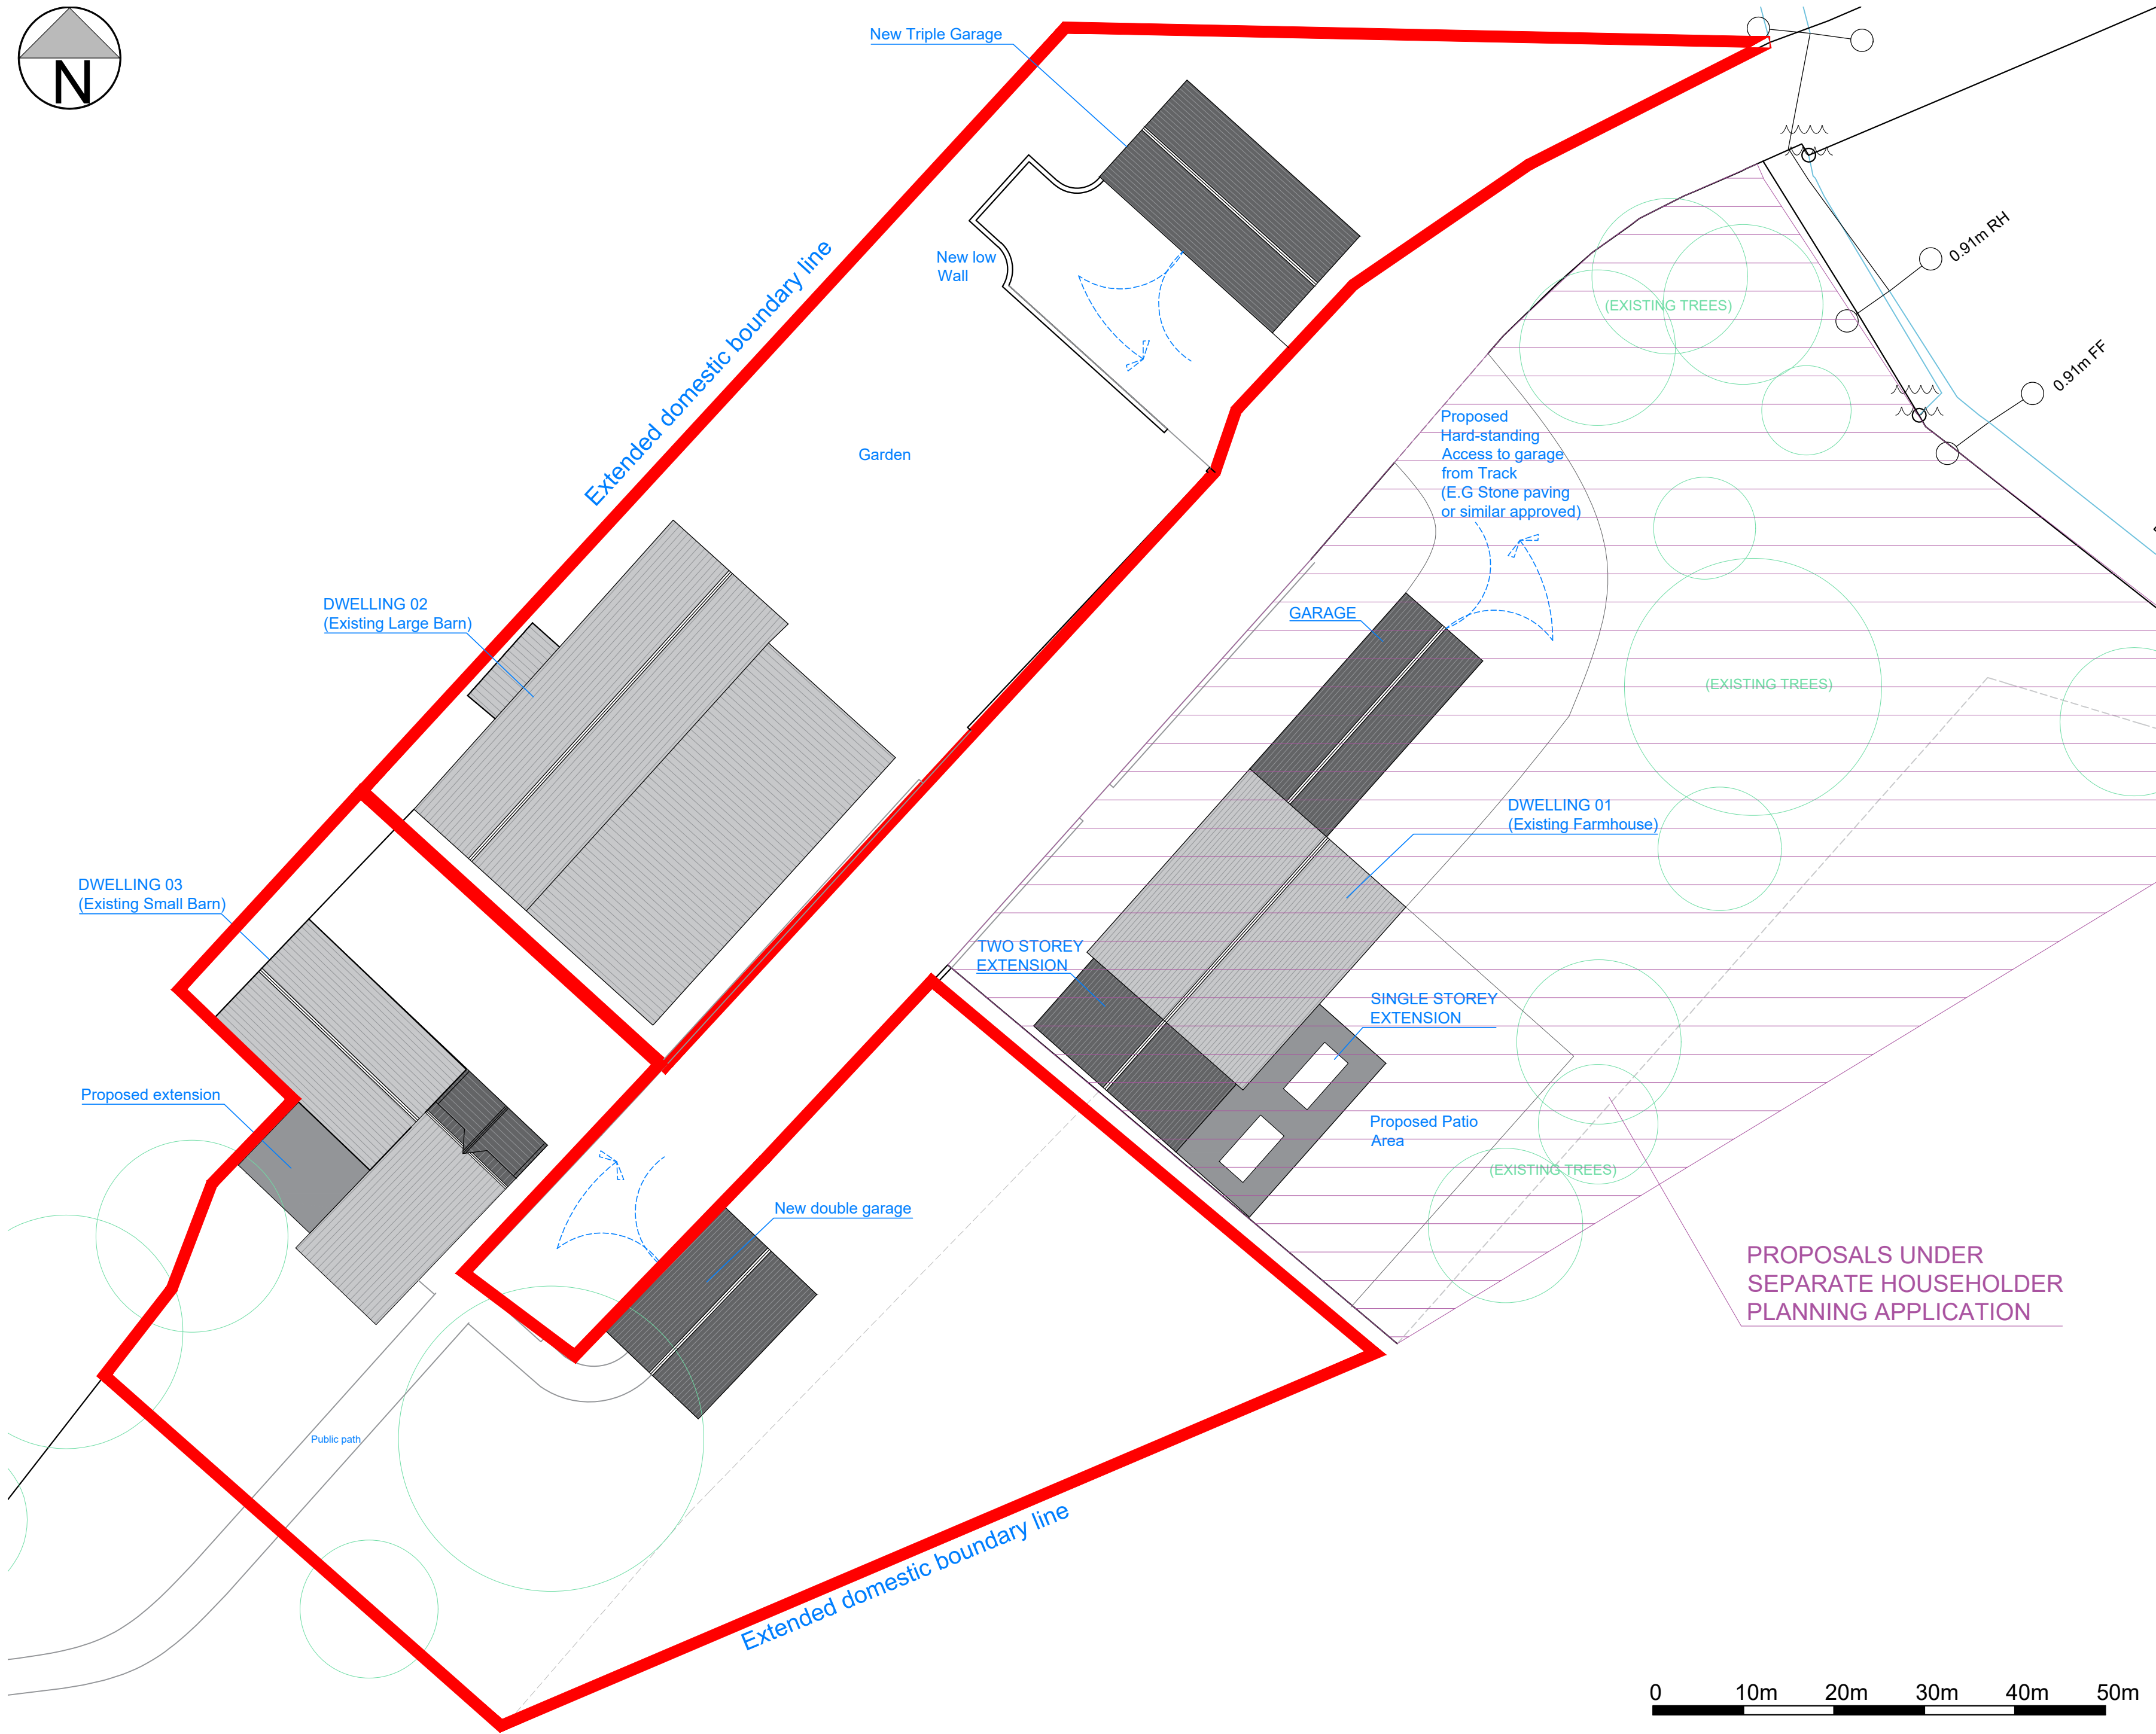 N
New Triple Garage
New low
Wall
Extended domestic boundary line
Garden
0.91m RH
0.91m FF
(EXISTING TREES)
Proposed
Hard-standing
Access to garage
from Track
(E.G Stone paving
or similar approved)
DWELLING 02
(Existing Large Barn)
GARAGE
(EXISTING TREES)
DWELLING 01
(Existing Farmhouse)
DWELLING 03
(Existing Small Barn)
TWO STOREY
EXTENSION
SINGLE STOREY
EXTENSION
Proposed extension
Proposed Patio
Area
(EXISTING TREES)
New double garage
PROPOSALS UNDER
SEPARATE HOUSEHOLDER
PLANNING APPLICATION
Public path
Extended domestic boundary line
0 10m 20m 30m 40m 50m